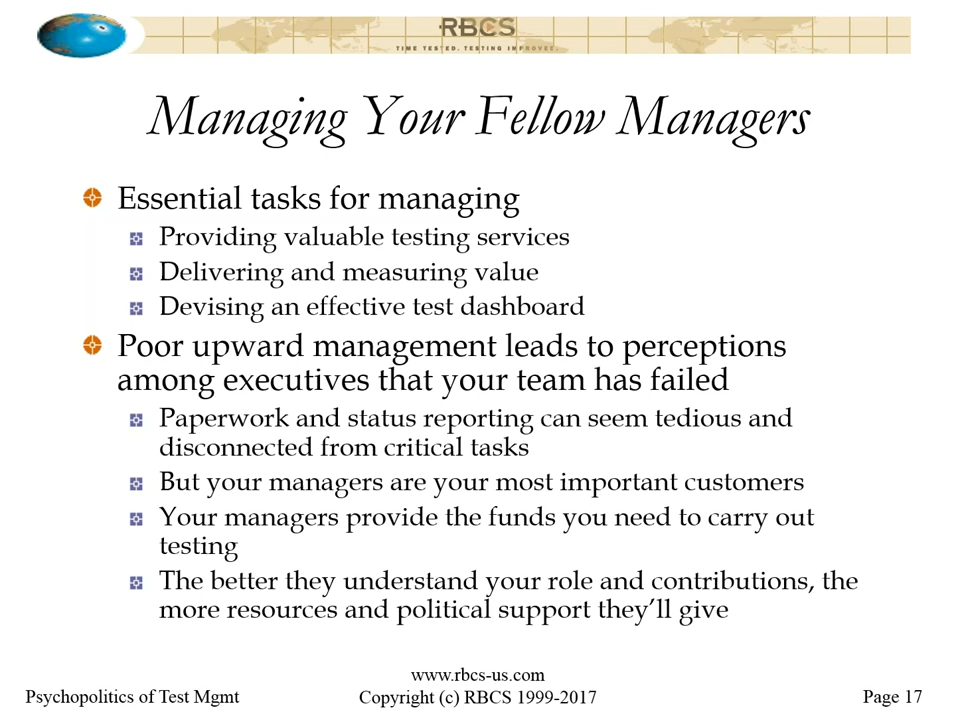 RBCS
TIME TESTED. TESTING IMPROVED.
Managing Your Fellow Managers
Essential tasks for managing
Providing valuable testing services
Delivering and measuring value
Devising an effective test dashboard
Poor upward management leads to perceptions
among executives that your team has failed
Paperwork and status reporting can seem tedious and
disconnected from critical tasks
But your managers are your most important customers
Your managers provide the funds you need to carry out
testing
The better they understand your role and contributions, the
more resources and political support they’ll give
www.rbcs-us.com
Psychopolitics of Test Mgmt Copyright (c) RBCS 1999-2017 Page 17